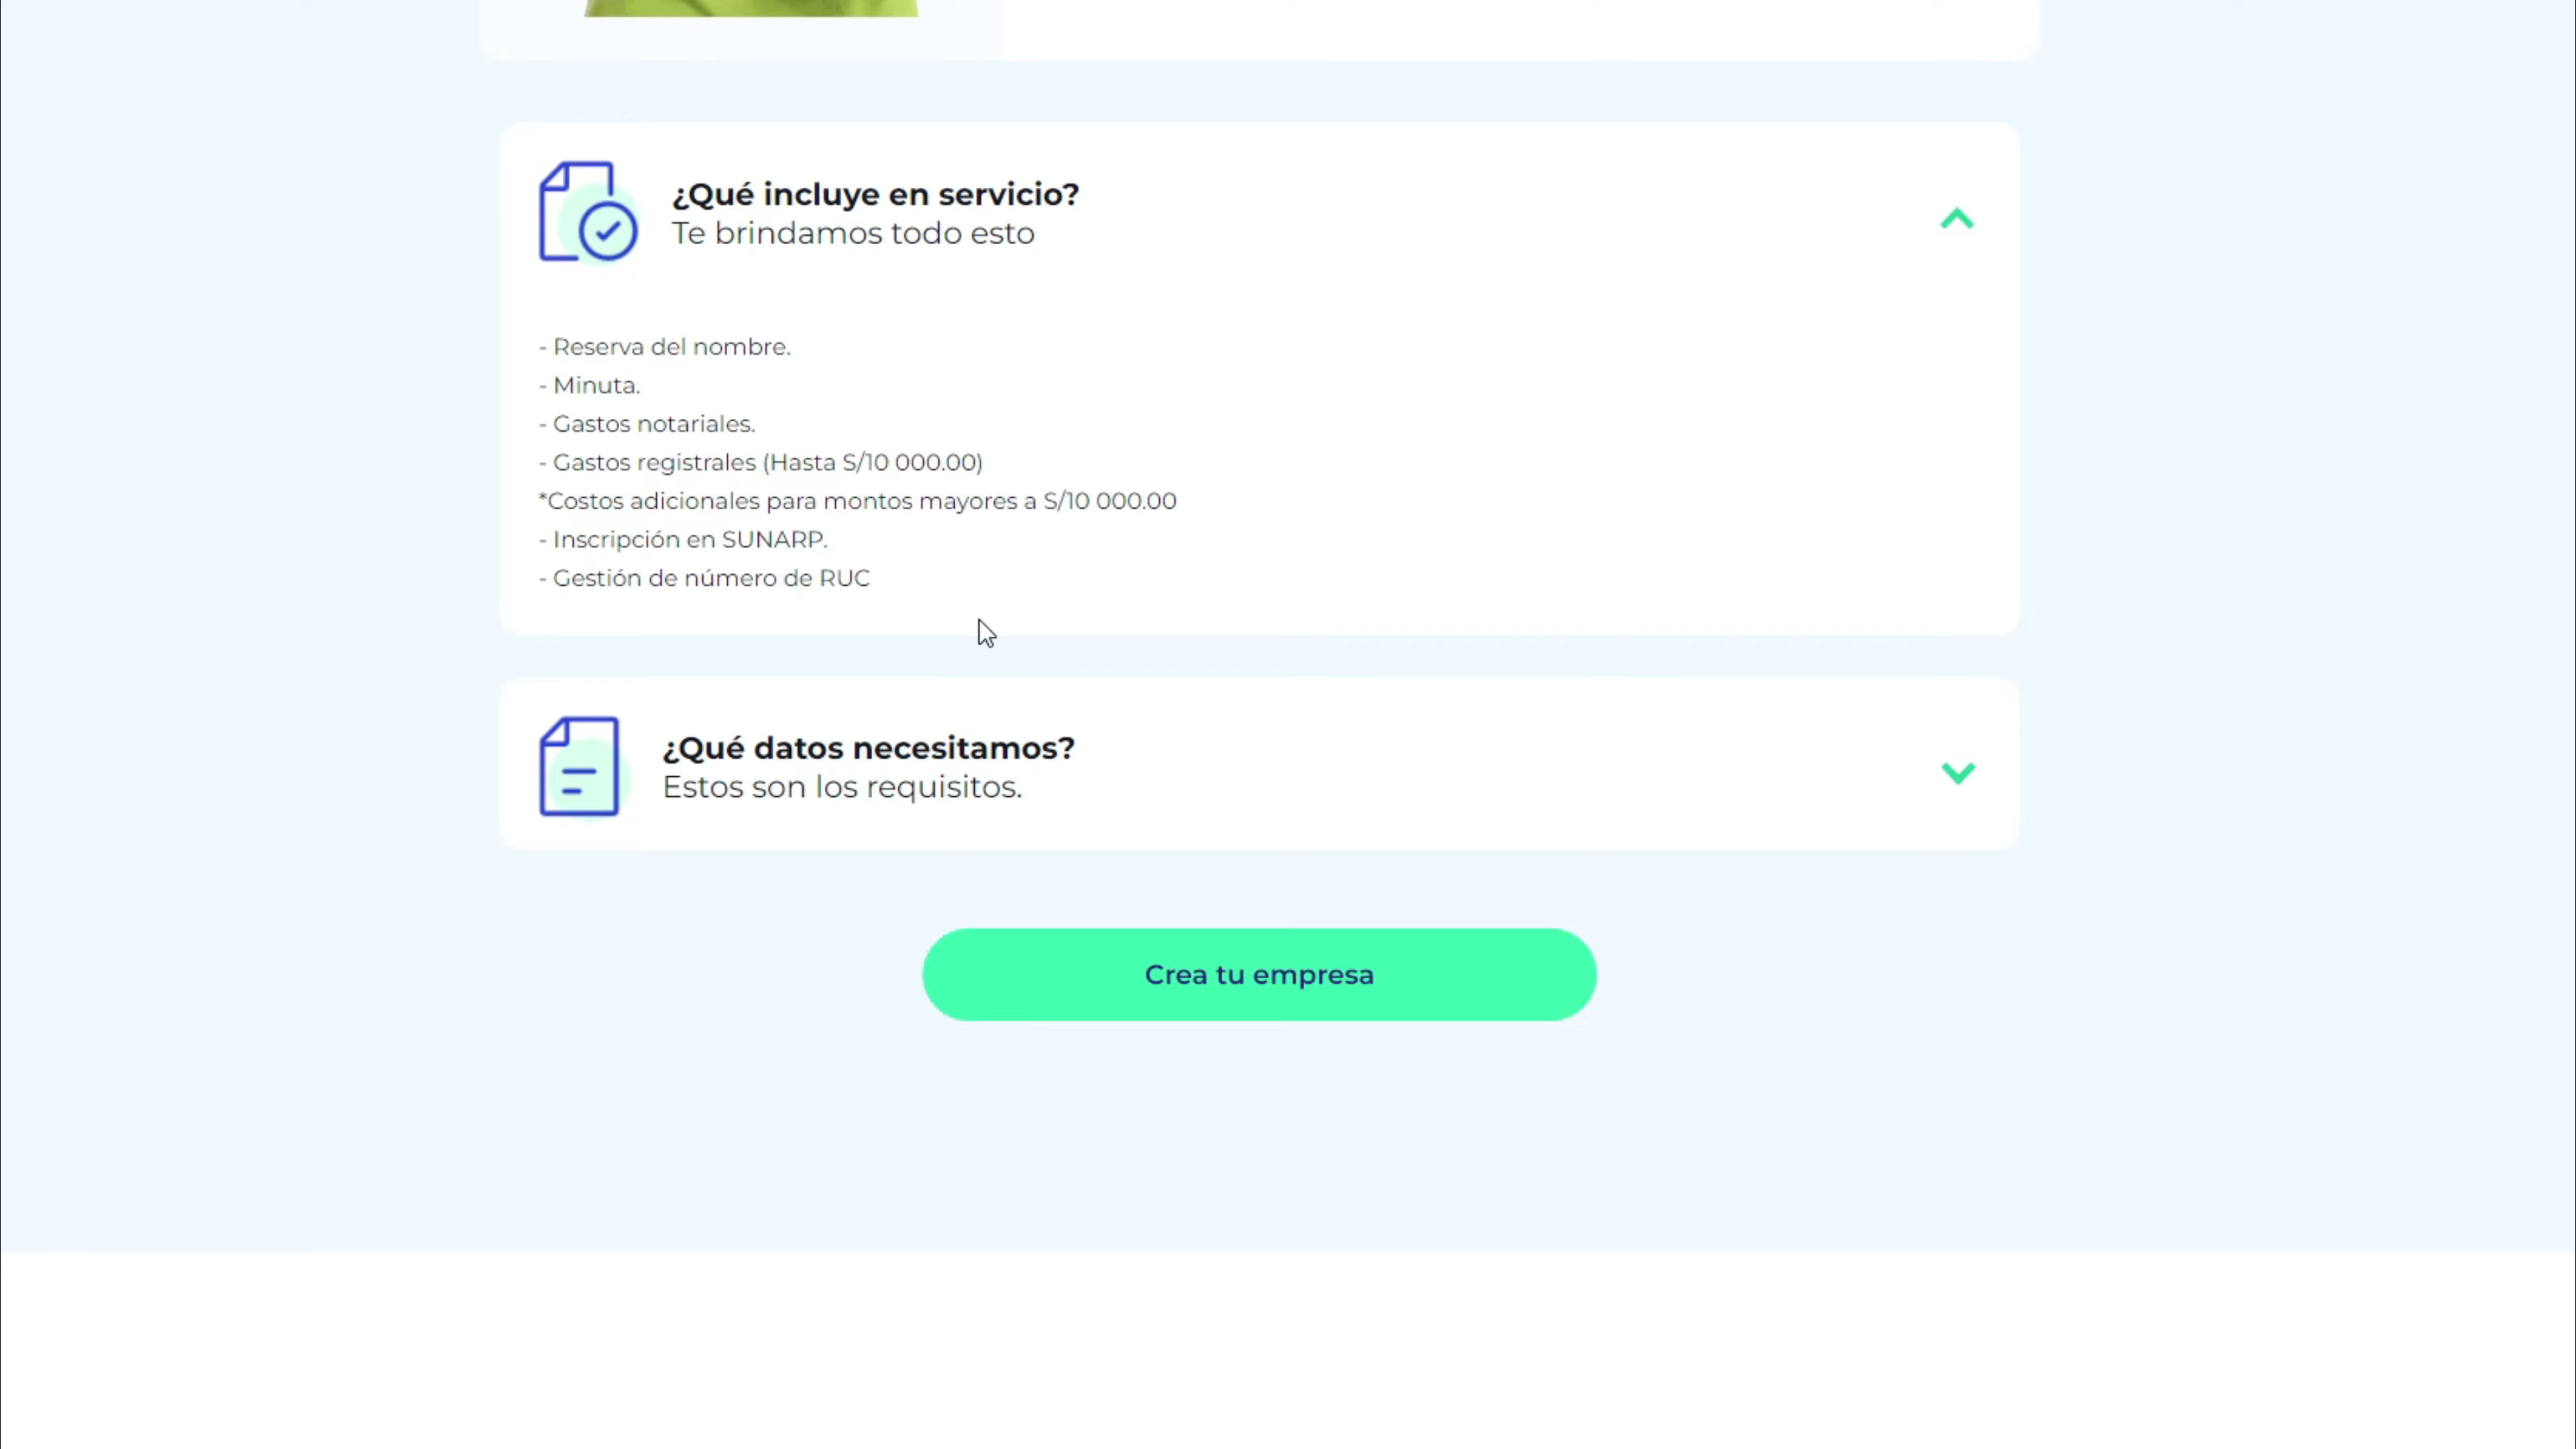 ¿Qué incluye en servicio?
Te brindamos todo esto
- Reserva del nombre.
- Minuta.
- Gastos notariales.
- Gastos registrales (Hasta S/10 000.00)
*Costos adicionales para montos mayores a S/10 000.00
- Inscripción en SUNARP.
- Gestión de número de RUC
¿Qué datos necesitamos?
Estos son los requisitos.
Crea tu empresa